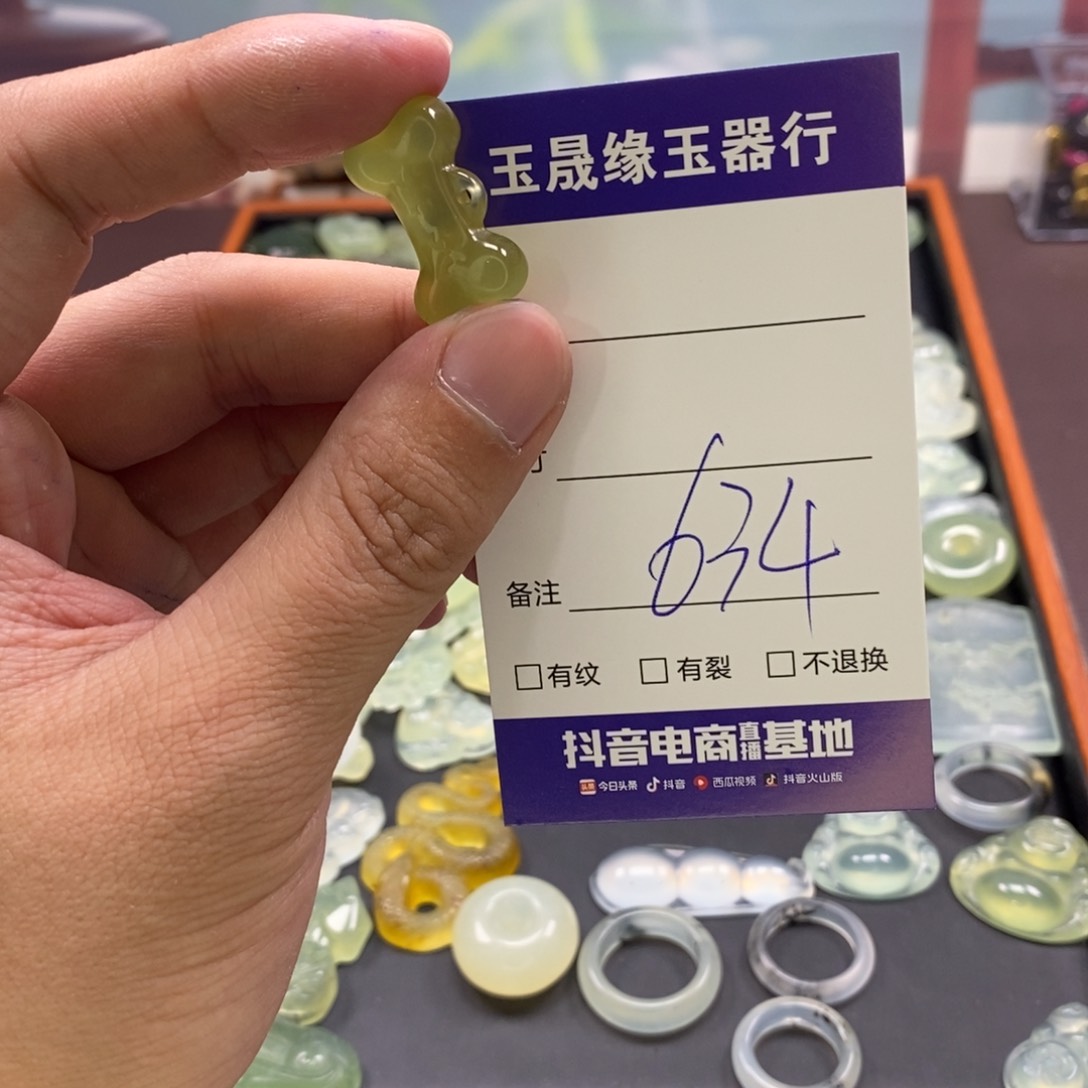 玉晟缘玉器行
634
备注
有纹 有裂 不退换
抖音电商直播基地
头条 今日头条 抖音 西瓜视频 抖音火山版